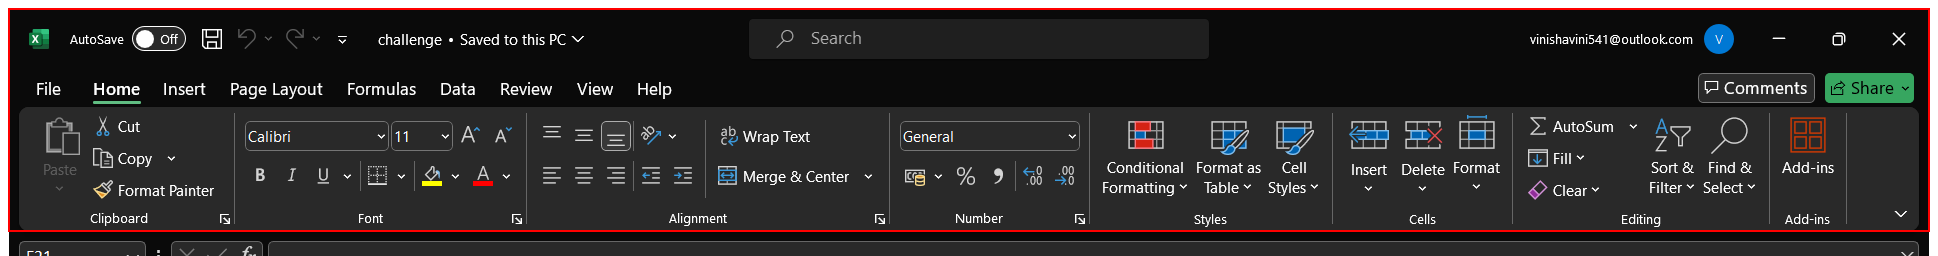 AutoSave Off challenge • Saved to this PC Search vinishavini541@outlook.com V
File Home Insert Page Layout Formulas Data Review View Help Comments Share
Paste
Cut
Copy
Format Painter
Clipboard
Calibri 11
B I U A
Font
Wrap Text
Merge & Center
Alignment
General
% 9 .00 .00
Number
Conditional Formatting
Format as Table
Cell Styles
Styles
Insert Delete Format
Cells
AutoSum
Fill
Clear
Sort & Filter
Find & Select
Editing
Add-ins
Add-ins